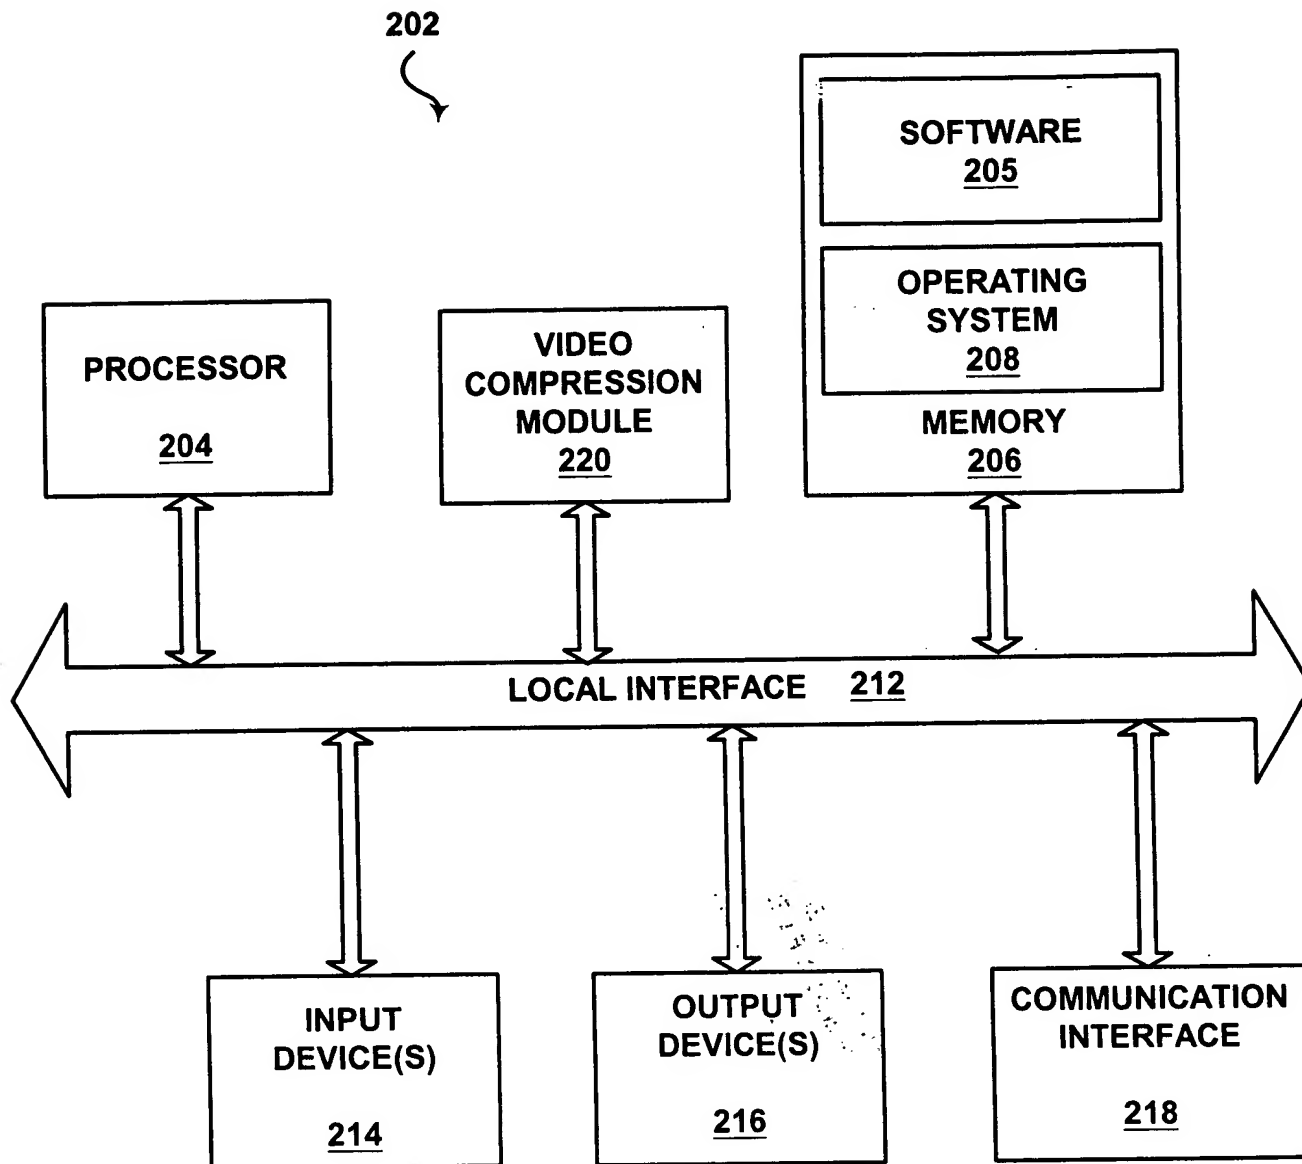 202
SOFTWARE
205
OPERATING
SYSTEM
208
MEMORY
206
PROCESSOR
204
VIDEO
COMPRESSION
MODULE
220
LOCAL INTERFACE 212
INPUT
DEVICE(S)
214
OUTPUT
DEVICE(S)
216
COMMUNICATION
INTERFACE
218